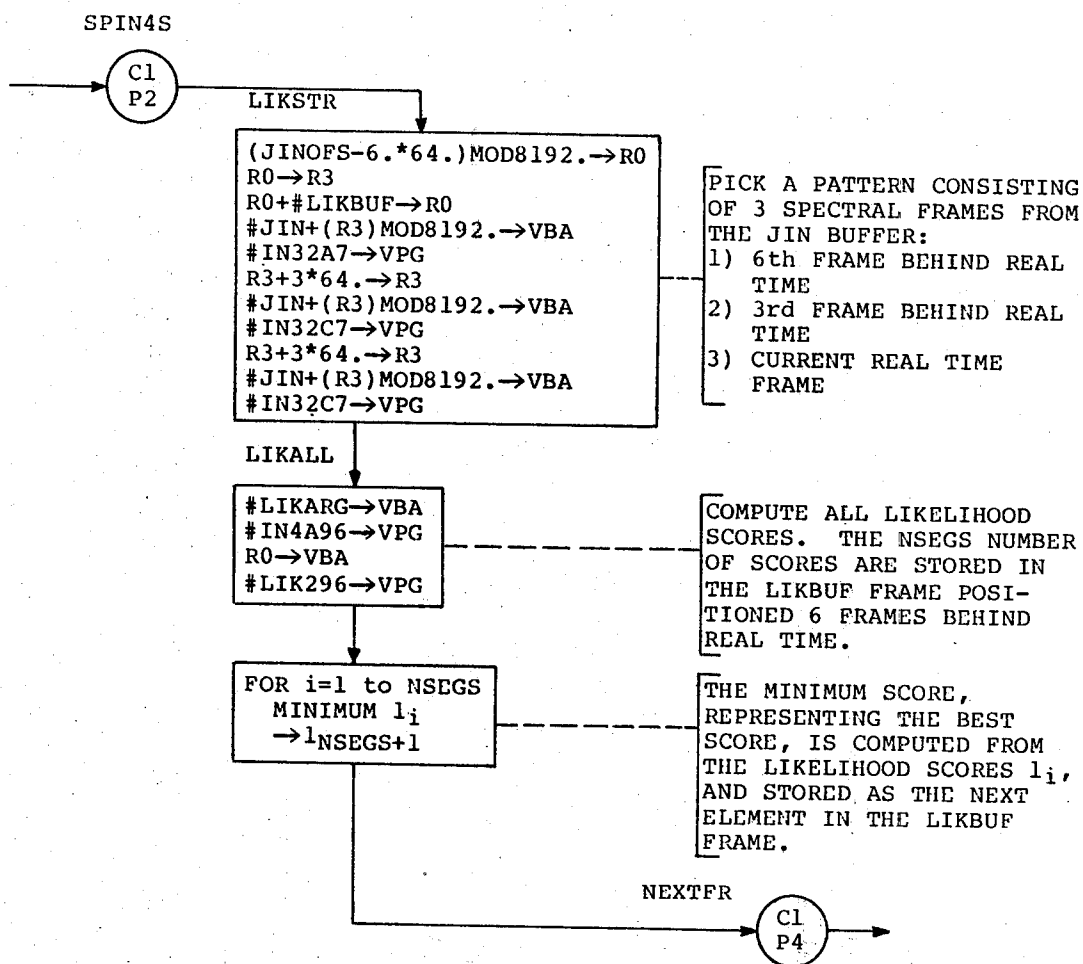 SPIN4S
C1
P2
LIKSTR
(JINOFS-6.*64.)MOD8192.→R0
R0→R3
R0+#LIKBUF→R0
#JIN+(R3)MOD8192.→VBA
#IN32A7→VPG
R3+3*64.→R3
#JIN+(R3)MOD8192.→VBA
#IN32C7→VPG
R3+3*64.→R3
#JIN+(R3)MOD8192.→VBA
#IN32C7→VPG
PICK A PATTERN CONSISTING
OF 3 SPECTRAL FRAMES FROM
THE JIN BUFFER:
1) 6th FRAME BEHIND REAL
TIME
2) 3rd FRAME BEHIND REAL
TIME
3) CURRENT REAL TIME
FRAME
LIKALL
#LIKARG→VBA
#IN4A96→VPG
R0→VBA
#LIK296→VPG
COMPUTE ALL LIKELIHOOD
SCORES. THE NSEGS NUMBER
OF SCORES ARE STORED IN
THE LIKBUF FRAME POSI-
TIONED 6 FRAMES BEHIND
REAL TIME.
FOR i=1 to NSEGS
MINIMUM li
→lNSEGS+1
THE MINIMUM SCORE,
REPRESENTING THE BEST
SCORE, IS COMPUTED FROM
THE LIKELIHOOD SCORES li,
AND STORED AS THE NEXT
ELEMENT IN THE LIKBUF
FRAME.
NEXTFR
C1
P4